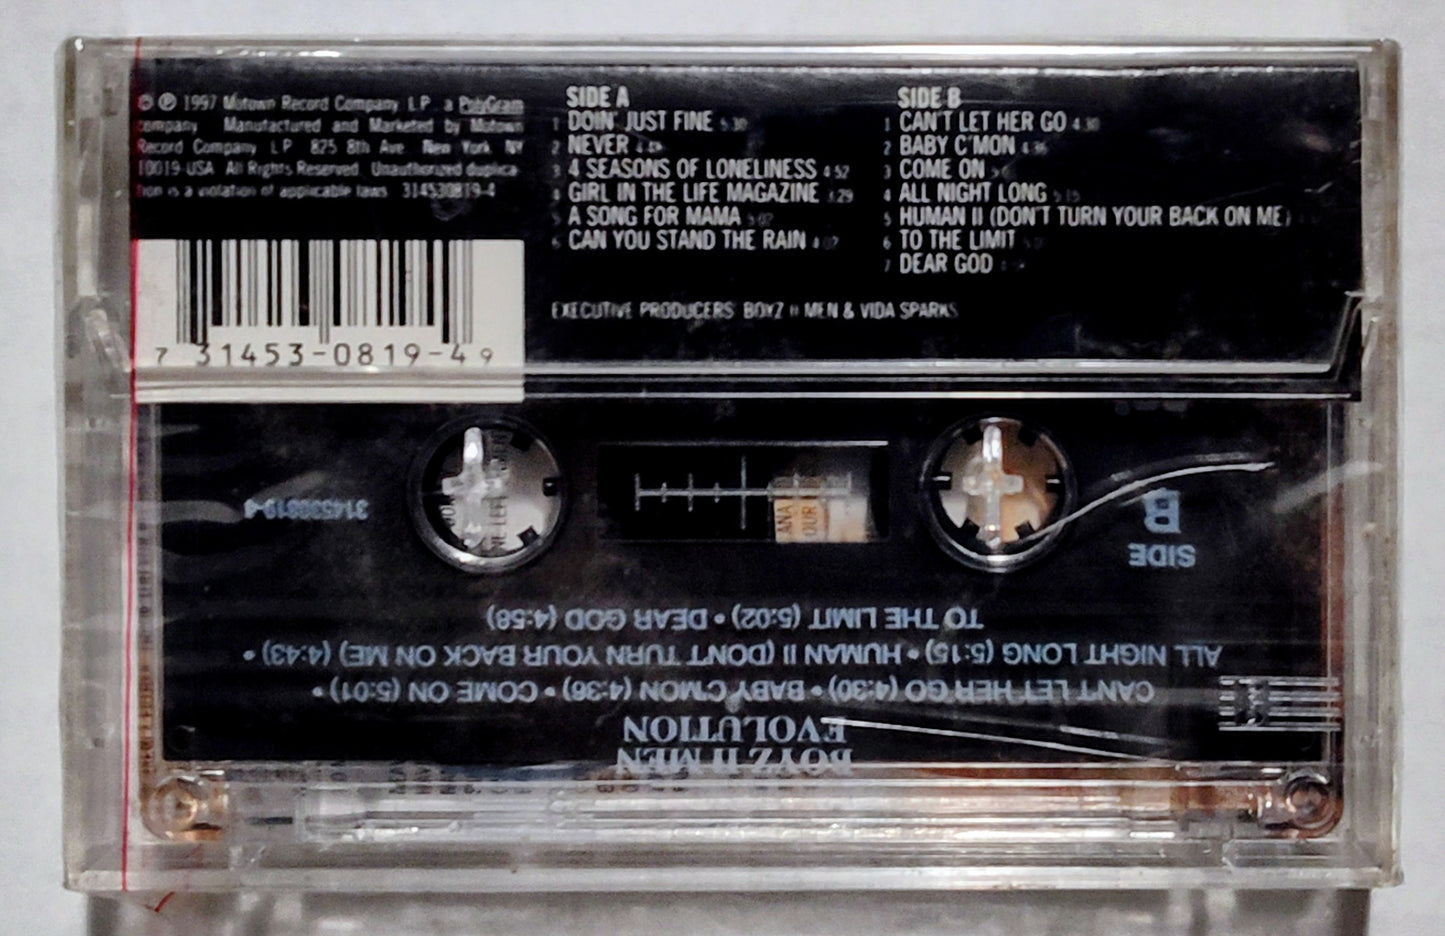 © ℗ 1997 Motown Record Company L.P. a PolyGram
company Manufactured and Marketed by Motown
Record Company L.P. 825 8th Ave. New York NY
10019-USA All Rights Reserved Unauthorized duplica-
tion is a violation of applicable laws 314530819-4
7 31453-0819-4 9
SIDE A
1 DOIN' JUST FINE 5:30
2 NEVER
3 4 SEASONS OF LONELINESS 4:52
4 GIRL IN THE LIFE MAGAZINE 3:29
5 A SONG FOR MAMA 5:02
6 CAN YOU STAND THE RAIN
SIDE B
1 CAN'T LET HER GO 4:30
2 BABY C'MON 4:36
3 COME ON
4 ALL NIGHT LONG 5:15
5 HUMAN II (DON'T TURN YOUR BACK ON ME)
6 TO THE LIMIT
7 DEAR GOD
EXECUTIVE PRODUCERS: BOYZ II MEN & VIDA SPARKS
BOYZ II MEN
EVOLUTION
CAN'T LET HER GO (4:30) • BABY C'MON (4:36) • COME ON (5:01) •
ALL NIGHT LONG (5:15) • HUMAN II (DON'T TURN YOUR BACK ON ME) (4:43) •
TO THE LIMIT (5:02) • DEAR GOD (4:58)
SIDE
B
314530819-4